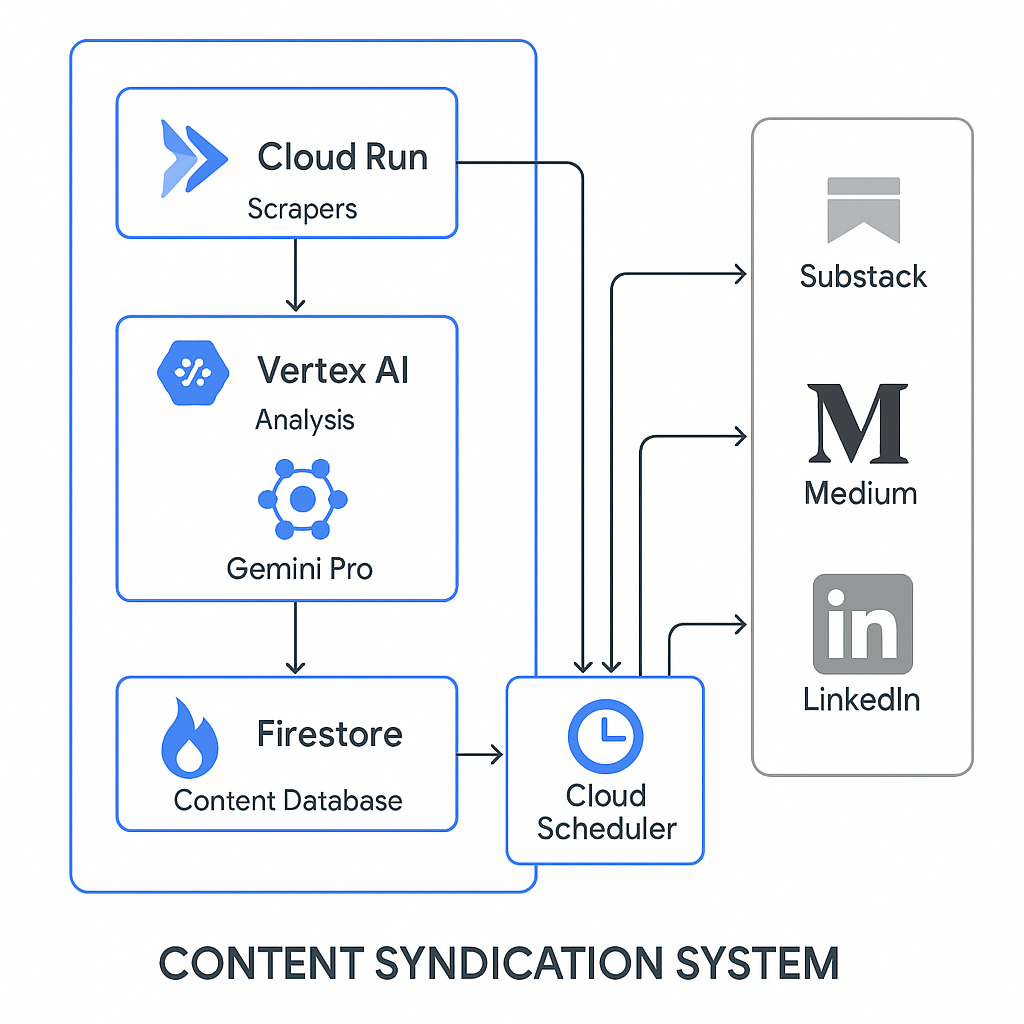 Cloud Run
Scrapers
Vertex AI
Analysis
Gemini Pro
Firestore
Content Database
Cloud
Scheduler
Substack
M
Medium
in
LinkedIn
CONTENT SYNDICATION SYSTEM